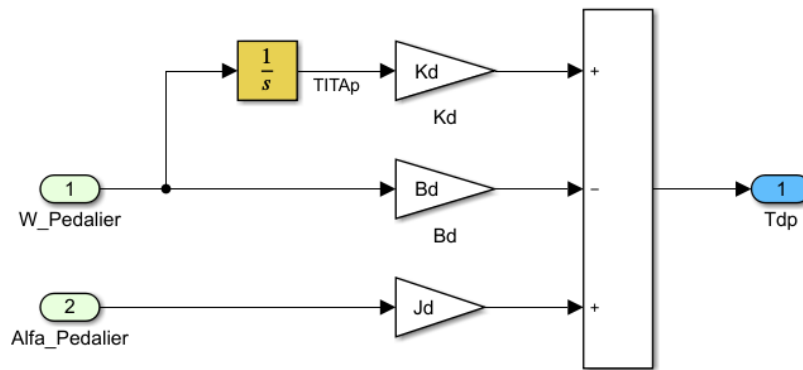 1
s
TITAp
Kd
Kd
+
1
W_Pedalier
Bd
Bd
−
1
Tdp
2
Alfa_Pedalier
Jd
+